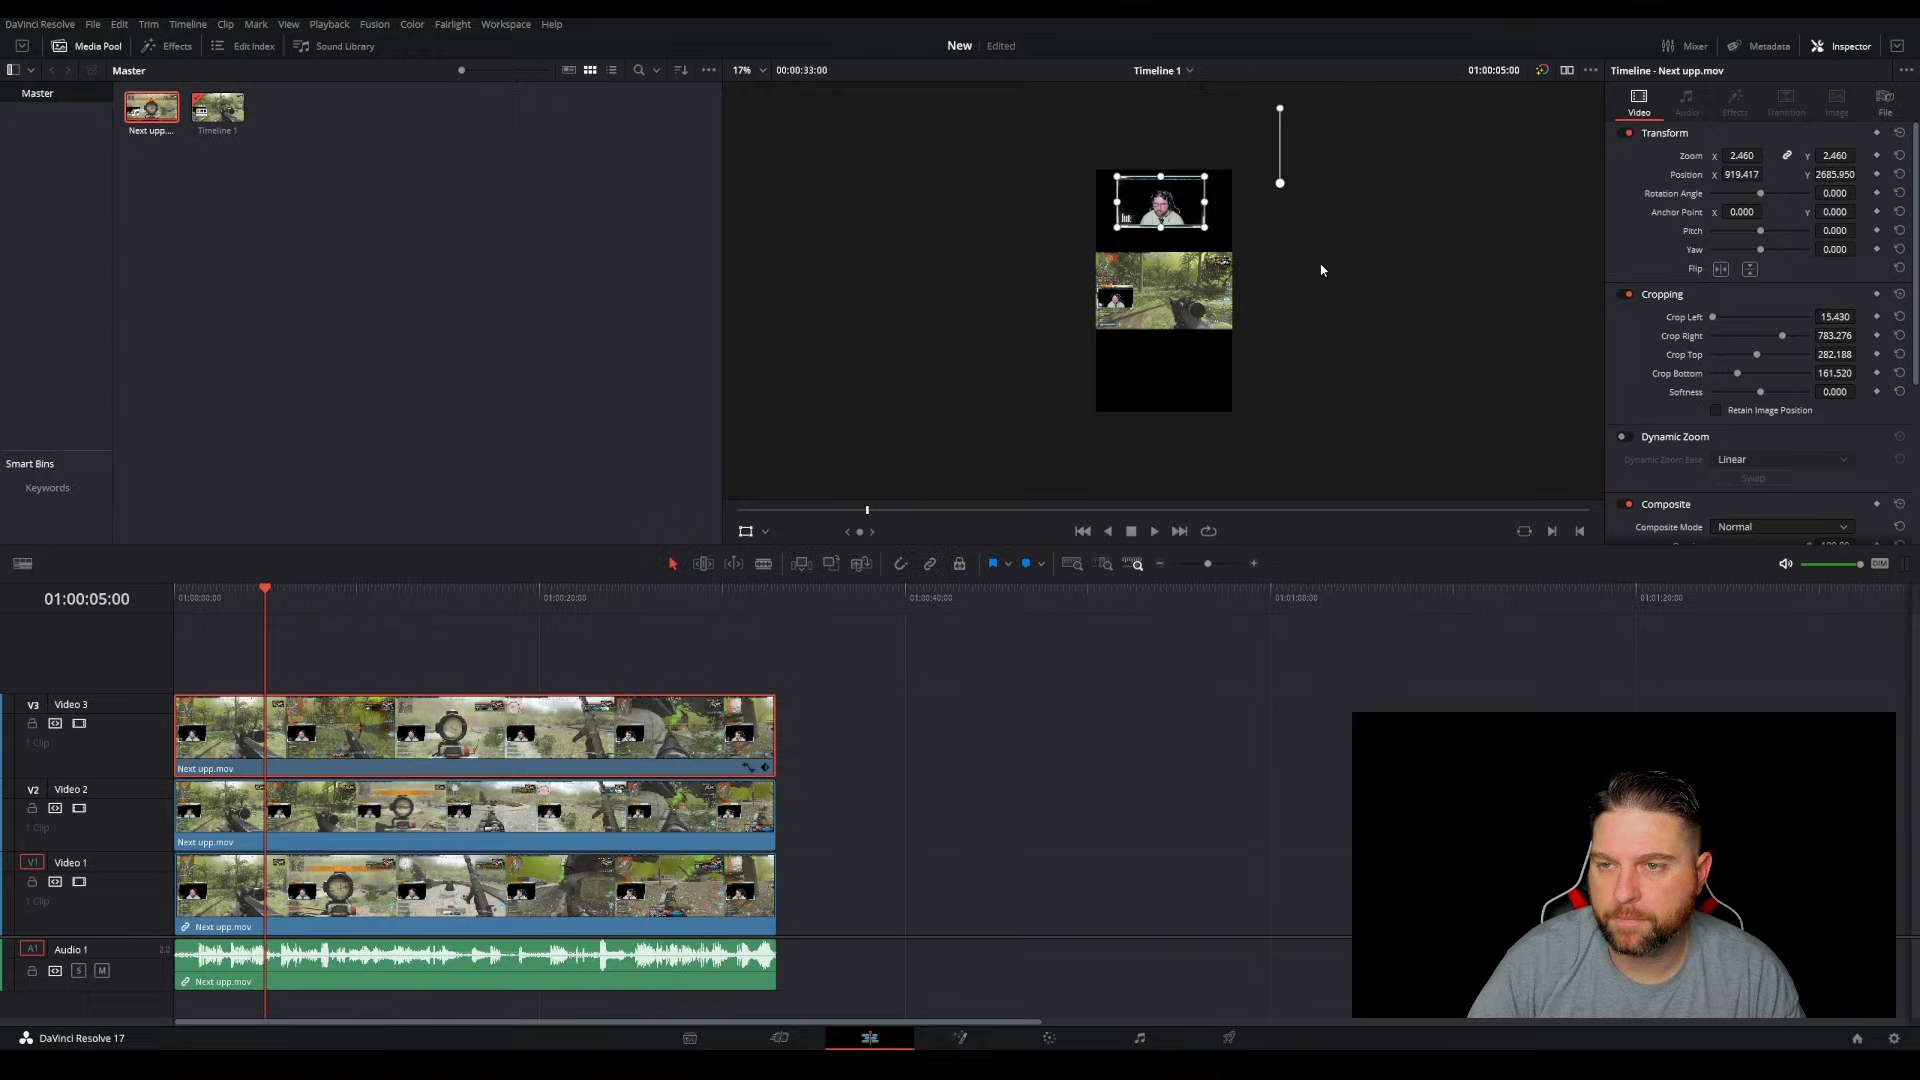 DaVinci Resolve File Edit Trim Timeline Clip Mark View Playback Fusion Color Fairlight Workspace Help
Media Pool Effects Edit Index Sound Library New Edited Mixer Metadata Inspector
Master 17% 00:00:33:00 Timeline 1 01:00:05:00 Timeline - Next upp.mov
Master
Next upp.... Timeline 1
Video Audio Effects Transition Image File
Transform
Zoom X 2.460 Y 2.460
Position X 919.417 Y 2685.950
Rotation Angle 0.000
Anchor Point X 0.000 Y 0.000
Pitch 0.000
Yaw 0.000
Flip
Cropping
Crop Left 15.430
Crop Right 783.276
Crop Top 282.188
Crop Bottom 161.520
Softness 0.000
Retain Image Position
Dynamic Zoom
Dynamic Zoom Ease Linear
Swap
Composite
Composite Mode Normal
Smart Bins
Keywords
DIM
01:00:05:00
01:00:00:00 01:00:20:00 01:00:40:00 01:01:00:00 01:01:20:00
V3 Video 3
1 Clip
Next upp.mov
V2 Video 2
1 Clip
Next upp.mov
V1 Video 1
1 Clip
Next upp.mov
A1 Audio 1 2.0
S M
Next upp.mov
DaVinci Resolve 17